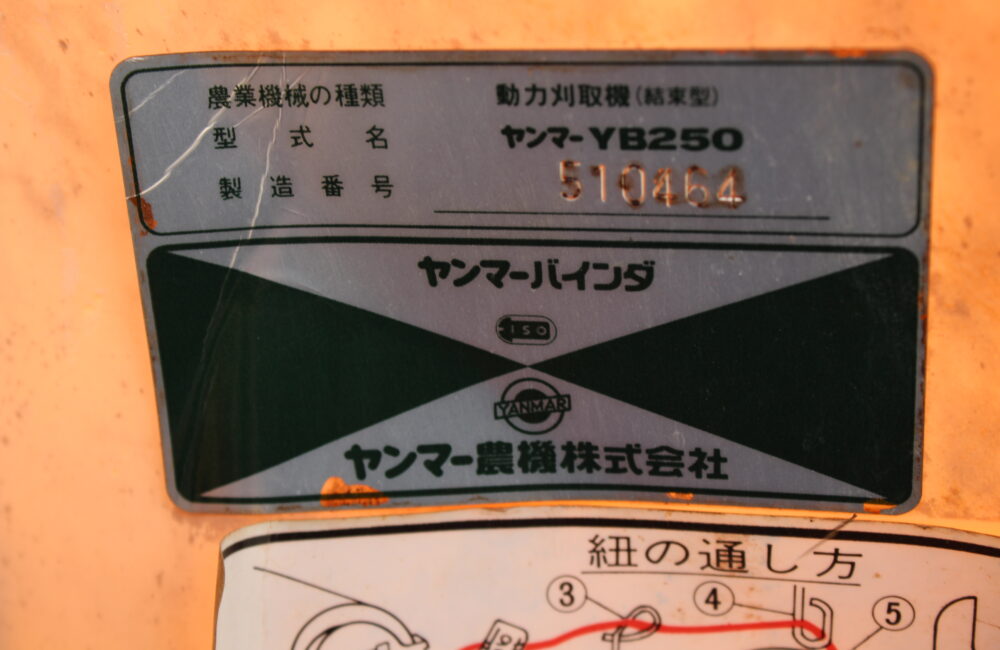 農業機械の種類 動力刈取機(結束型)
型式名 ヤンマーYB250
製造番号 510464
ヤンマーバインダ
ISO
YANMAR
ヤンマー農機株式会社
紐の通し方
③ ④ ⑤